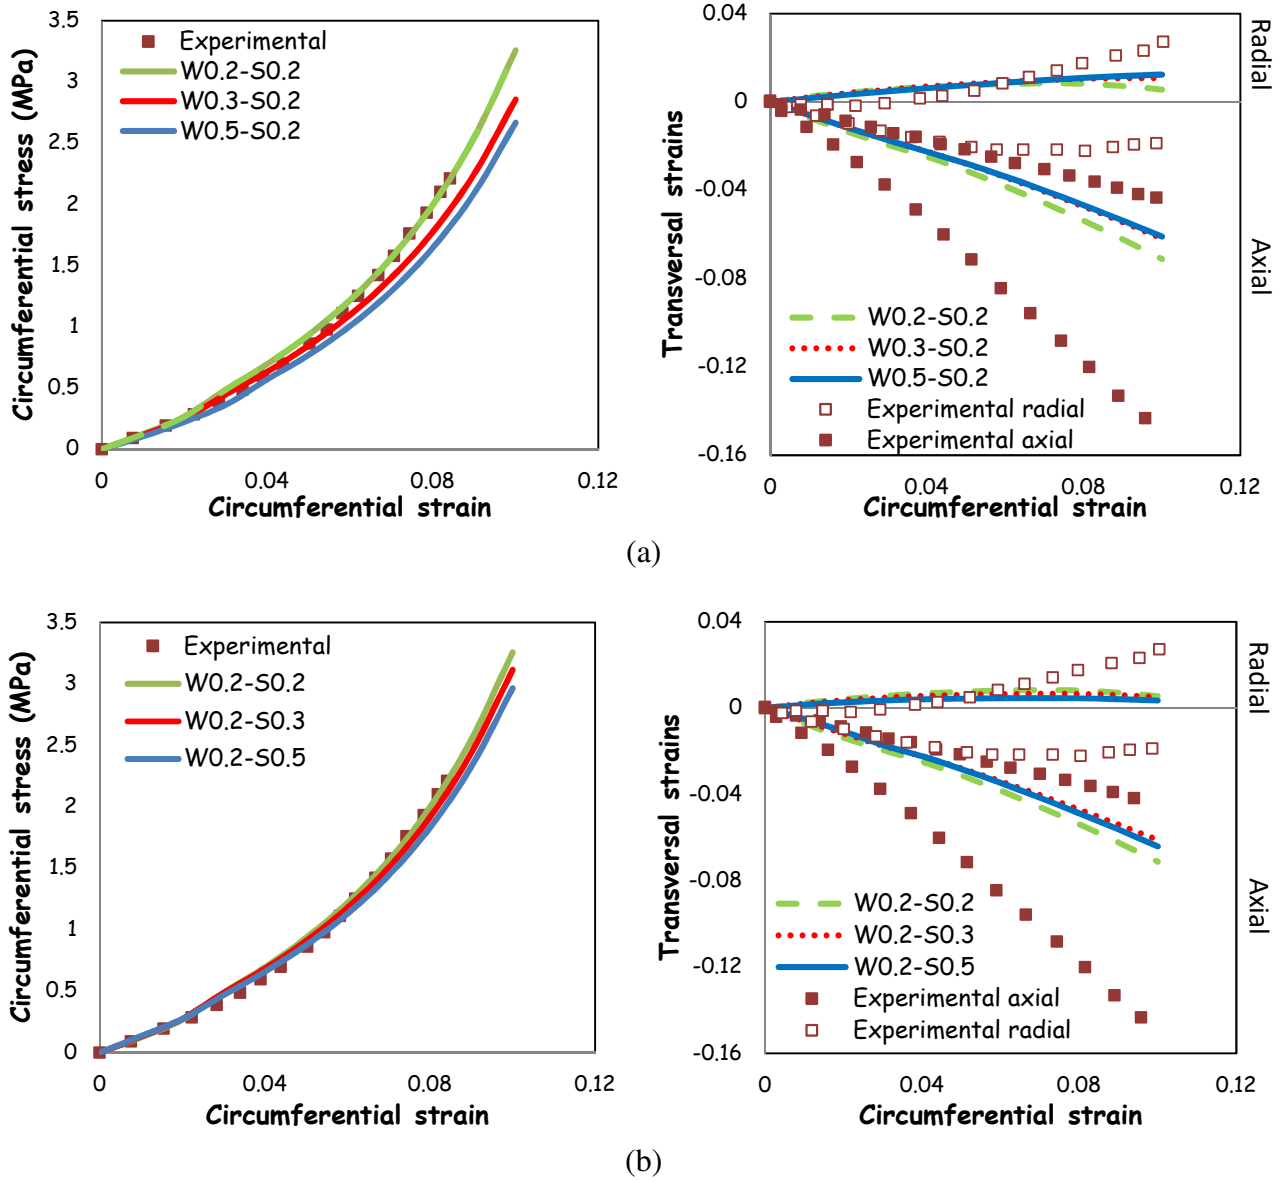 3.5
3
2.5
2
1.5
1
0.5
0
0
0.04
0.08
0.12
Circumferential stress (MPa)
Circumferential strain
Experimental
W0.2-S0.2
W0.3-S0.2
W0.5-S0.2
0.04
0
-0.04
-0.08
-0.12
-0.16
0
0.04
0.08
0.12
Transversal strains
Circumferential strain
Radial
Axial
W0.2-S0.2
W0.3-S0.2
W0.5-S0.2
Experimental radial
Experimental axial
(a)
3.5
3
2.5
2
1.5
1
0.5
0
0
0.04
0.08
0.12
Circumferential stress (MPa)
Circumferential strain
Experimental
W0.2-S0.2
W0.2-S0.3
W0.2-S0.5
0.04
0
-0.04
-0.08
-0.12
-0.16
0
0.04
0.08
0.12
Transversal strains
Circumferential strain
Radial
Axial
W0.2-S0.2
W0.2-S0.3
W0.2-S0.5
Experimental axial
Experimental radial
(b)